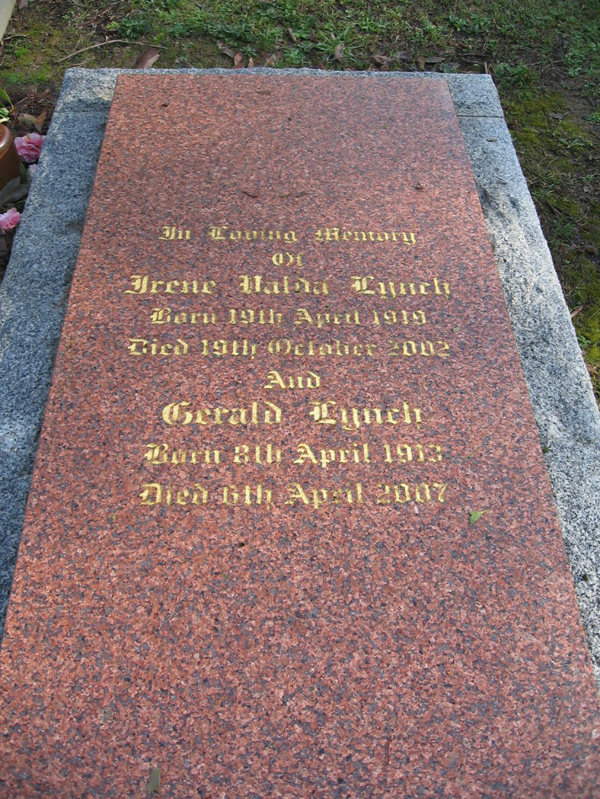 In Loving Memory
Of
Irene Valda Lynch
Born 19th April 1919
Died 19th October 2002
And
Gerald Lynch
Born 8th April 1913
Died 6th April 2007